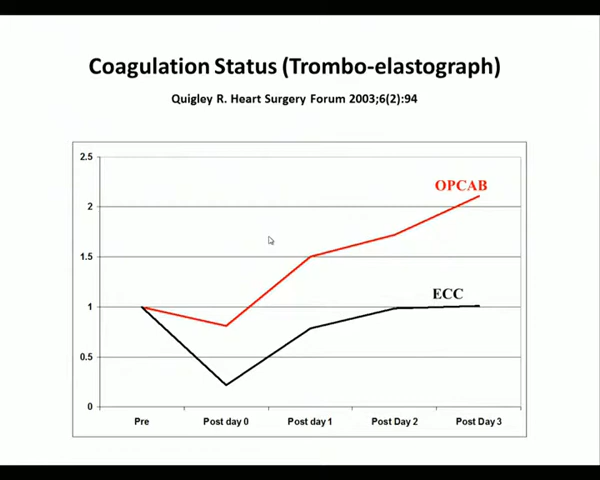 Coagulation Status (Trombo-elastograph)
Quigley R. Heart Surgery Forum 2003;6(2):94
2.5
OPCAB
2
1.5
ECC
1
0.5
0
Pre Post day 0 Post day 1 Post Day 2 Post Day 3